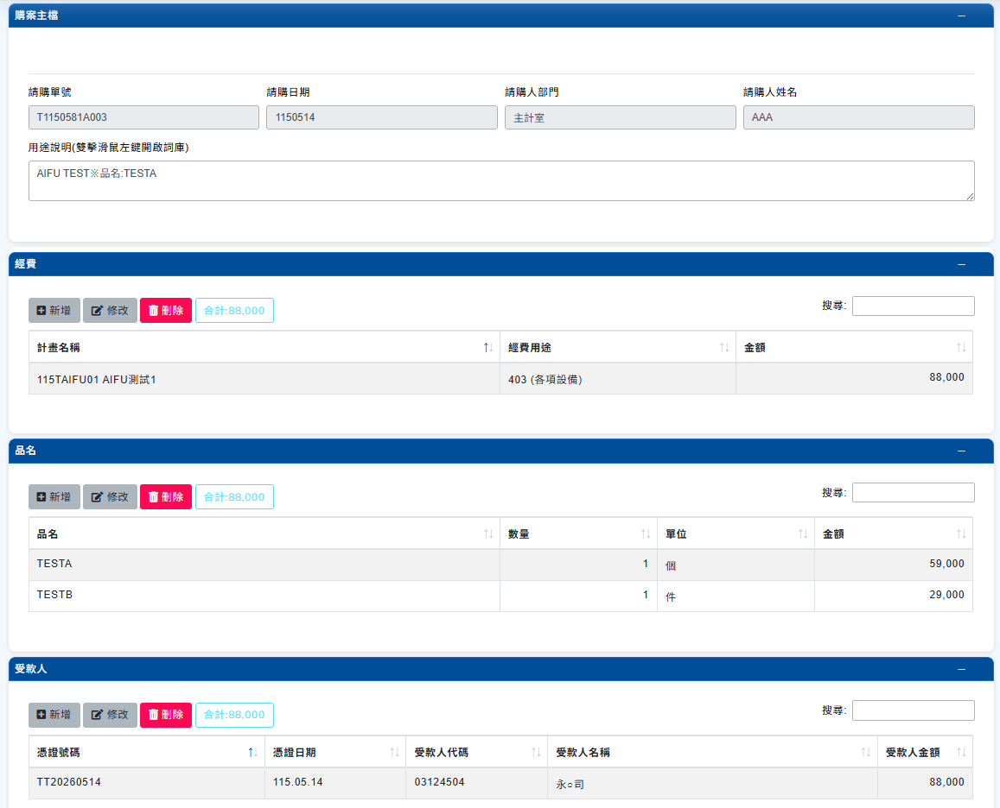 購案主檔
請購單號 請購日期 請購人部門 請購人姓名
T1150581A003 1150514 主計室 AAA
用途說明(雙擊滑鼠左鍵開啟詞庫)
AIFU TEST※品名:TESTA
經費
新增 修改 刪除 合計:88,000 搜尋:
計畫名稱 經費用途 金額
115TAIFU01 AIFU測試1 403 (各項設備) 88,000
品名
新增 修改 刪除 合計:88,000 搜尋:
品名 數量 單位 金額
TESTA 1 個 59,000
TESTB 1 件 29,000
受款人
新增 修改 刪除 合計:88,000 搜尋:
憑證號碼 憑證日期 受款人代碼 受款人名稱 受款人金額
TT20260514 115.05.14 03124504 永○司 88,000